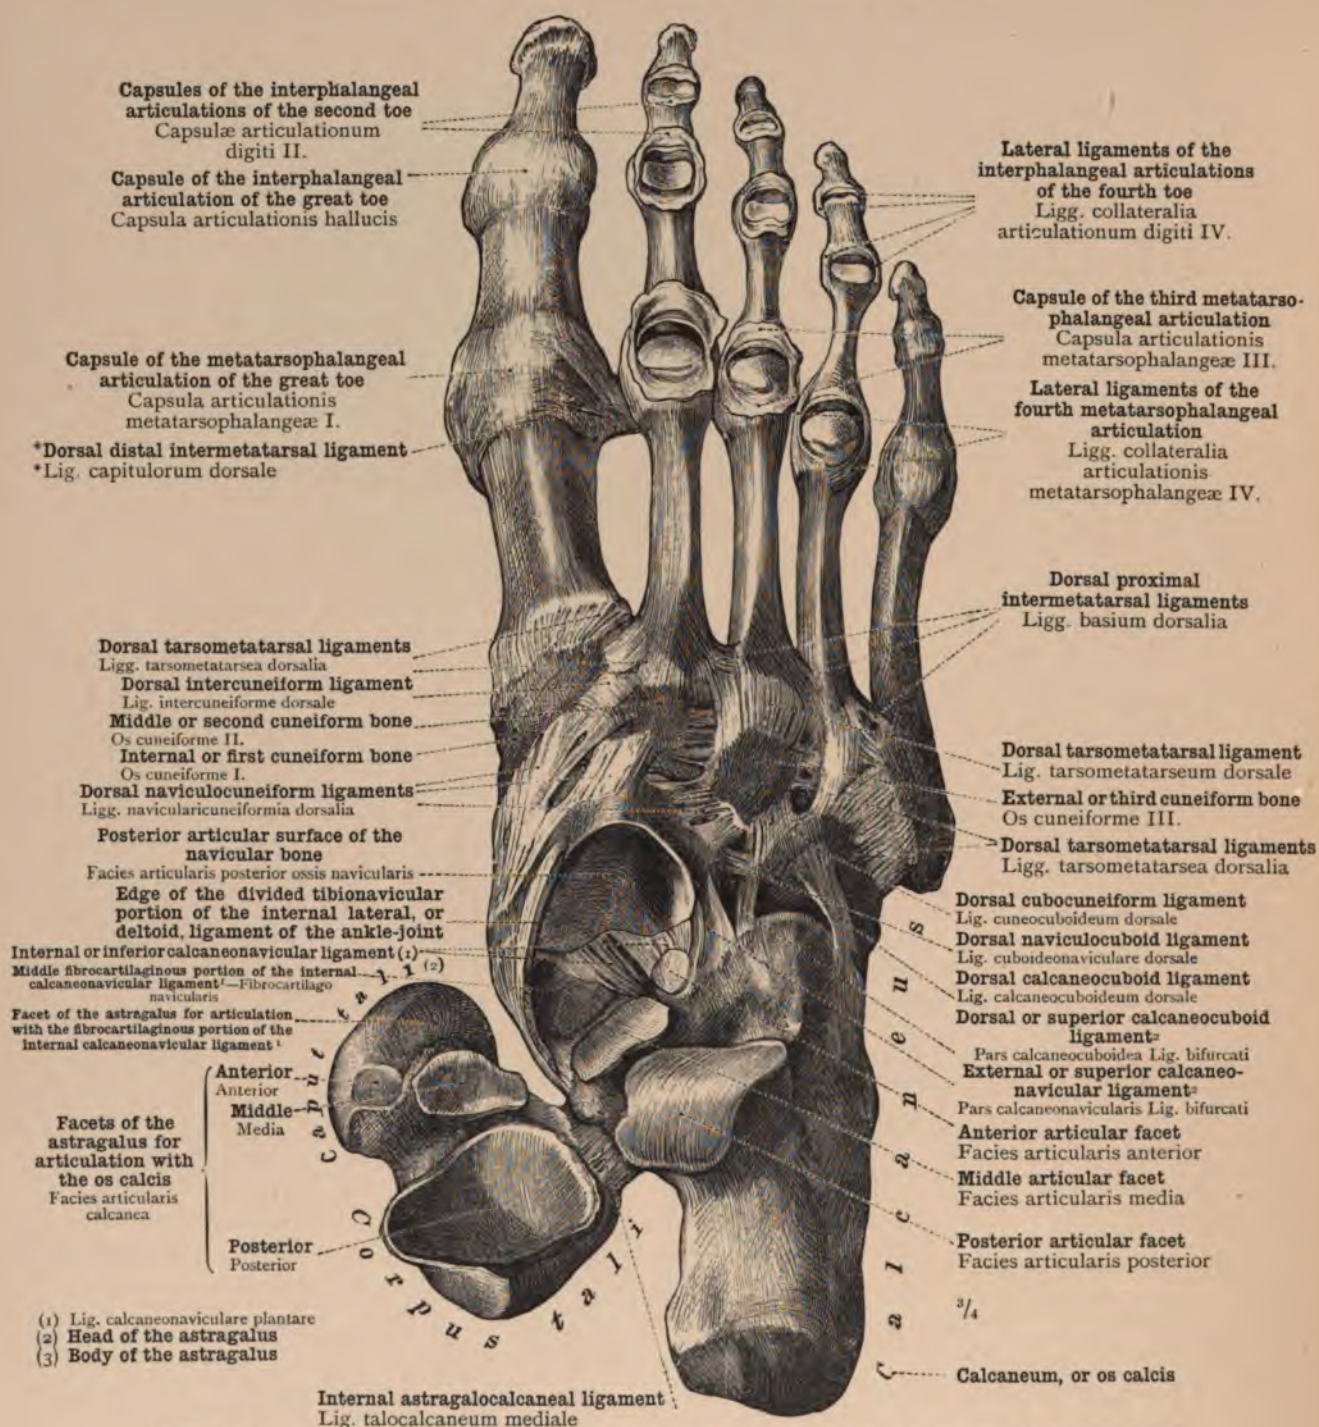 Capsules of the interphalangeal
articulations of the second toe
Capsulæ articulationum
digiti II.
Capsule of the interphalangeal
articulation of the great toe
Capsula articulationis hallucis
Capsule of the metatarsophalangeal
articulation of the great toe
Capsula articulationis
metatarsophalangeæ I.
*Dorsal distal intermetatarsal ligament
*Lig. capitulorum dorsale
Dorsal tarsometatarsal ligaments
Ligg. tarsometatarsea dorsalia
Dorsal intercuneiform ligament
Lig. intercuneiforme dorsale
Middle or second cuneiform bone
Os cuneiforme II.
Internal or first cuneiform bone
Os cuneiforme I.
Dorsal naviculocuneiform ligaments
Ligg. navicularicuneiformia dorsalia
Posterior articular surface of the
navicular bone
Facies articularis posterior ossis navicularis
Edge of the divided tibionavicular
portion of the internal lateral, or
deltoid, ligament of the ankle-joint
Internal or inferior calcaneonavicular ligament (1)
Middle fibrocartilaginous portion of the internal
calcaneonavicular ligament¹—Fibrocartilago
navicularis
Facet of the astragalus for articulation
with the fibrocartilaginous portion of the
internal calcaneonavicular ligament ¹
Caput tali (2)
Anterior
Anterior
Middle
Media
Facets of the
astragalus for
articulation with
the os calcis
Facies articularis
calcanea
Posterior
Posterior
Corpus tali
(1) Lig. calcaneonaviculare plantare
(2) Head of the astragalus
(3) Body of the astragalus
Internal astragalocalcaneal ligament
Lig. talocalcaneum mediale
Lateral ligaments of the
interphalangeal articulations
of the fourth toe
Ligg. collateralia
articulationum digiti IV.
Capsule of the third metatarso-
phalangeal articulation
Capsula articulationis
metatarsophalangeæ III.
Lateral ligaments of the
fourth metatarsophalangeal
articulation
Ligg. collateralia
articulationis
metatarsophalangeæ IV.
Dorsal proximal
intermetatarsal ligaments
Ligg. basium dorsalia
Dorsal tarsometatarsal ligament
Lig. tarsometatarseum dorsale
External or third cuneiform bone
Os cuneiforme III.
Dorsal tarsometatarsal ligaments
Ligg. tarsometatarsea dorsalia
Dorsal cubocuneiform ligament
Lig. cuneocuboideum dorsale
Dorsal naviculocuboid ligament
Lig. cuboideonaviculare dorsale
Dorsal calcaneocuboid ligament
Lig. calcaneocuboideum dorsale
Dorsal or superior calcaneocuboid
ligament²
Pars calcaneocuboidea Lig. bifurcati
External or superior calcaneo-
navicular ligament²
Pars calcaneonavicularis Lig. bifurcati
Anterior articular facet
Facies articularis anterior
Middle articular facet
Facies articularis media
Posterior articular facet
Facies articularis posterior
3/4
Calcaneus
Calcaneum, or os calcis